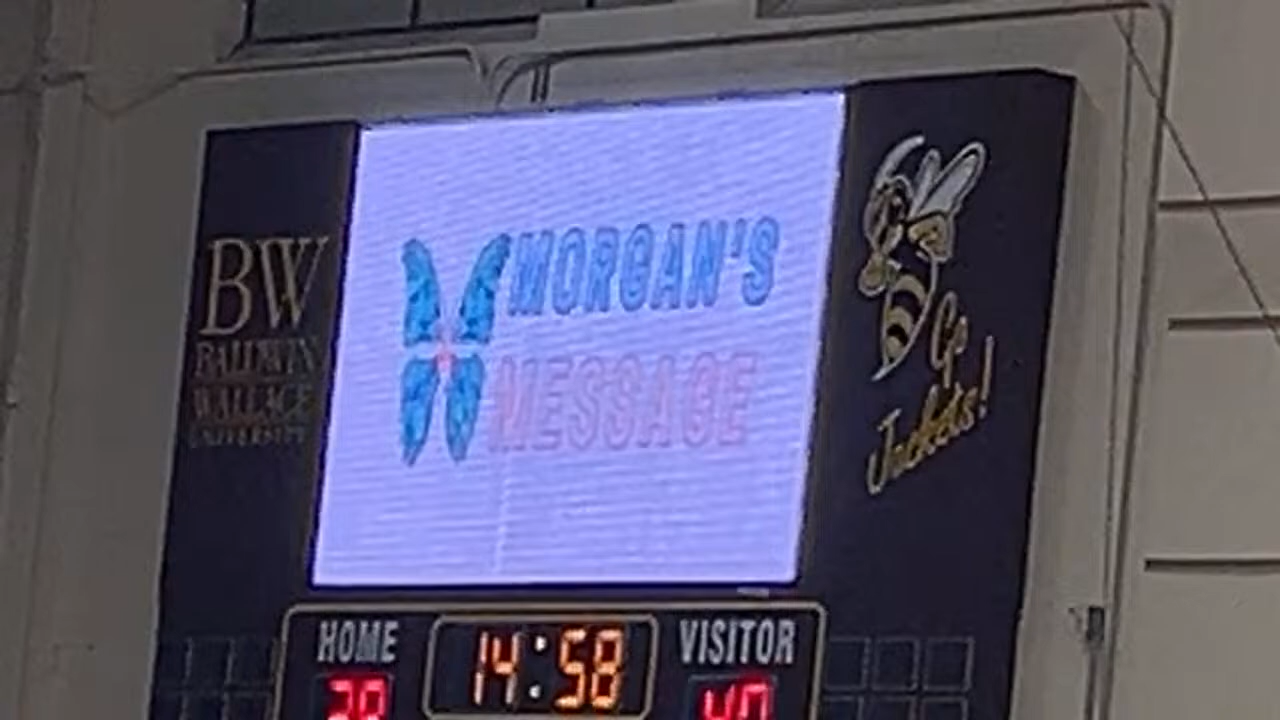 BW
BALDWIN
WALLACE
UNIVERSITY
MORGAN'S
MESSAGE
Go
Jackets!
HOME
14:58
VISITOR